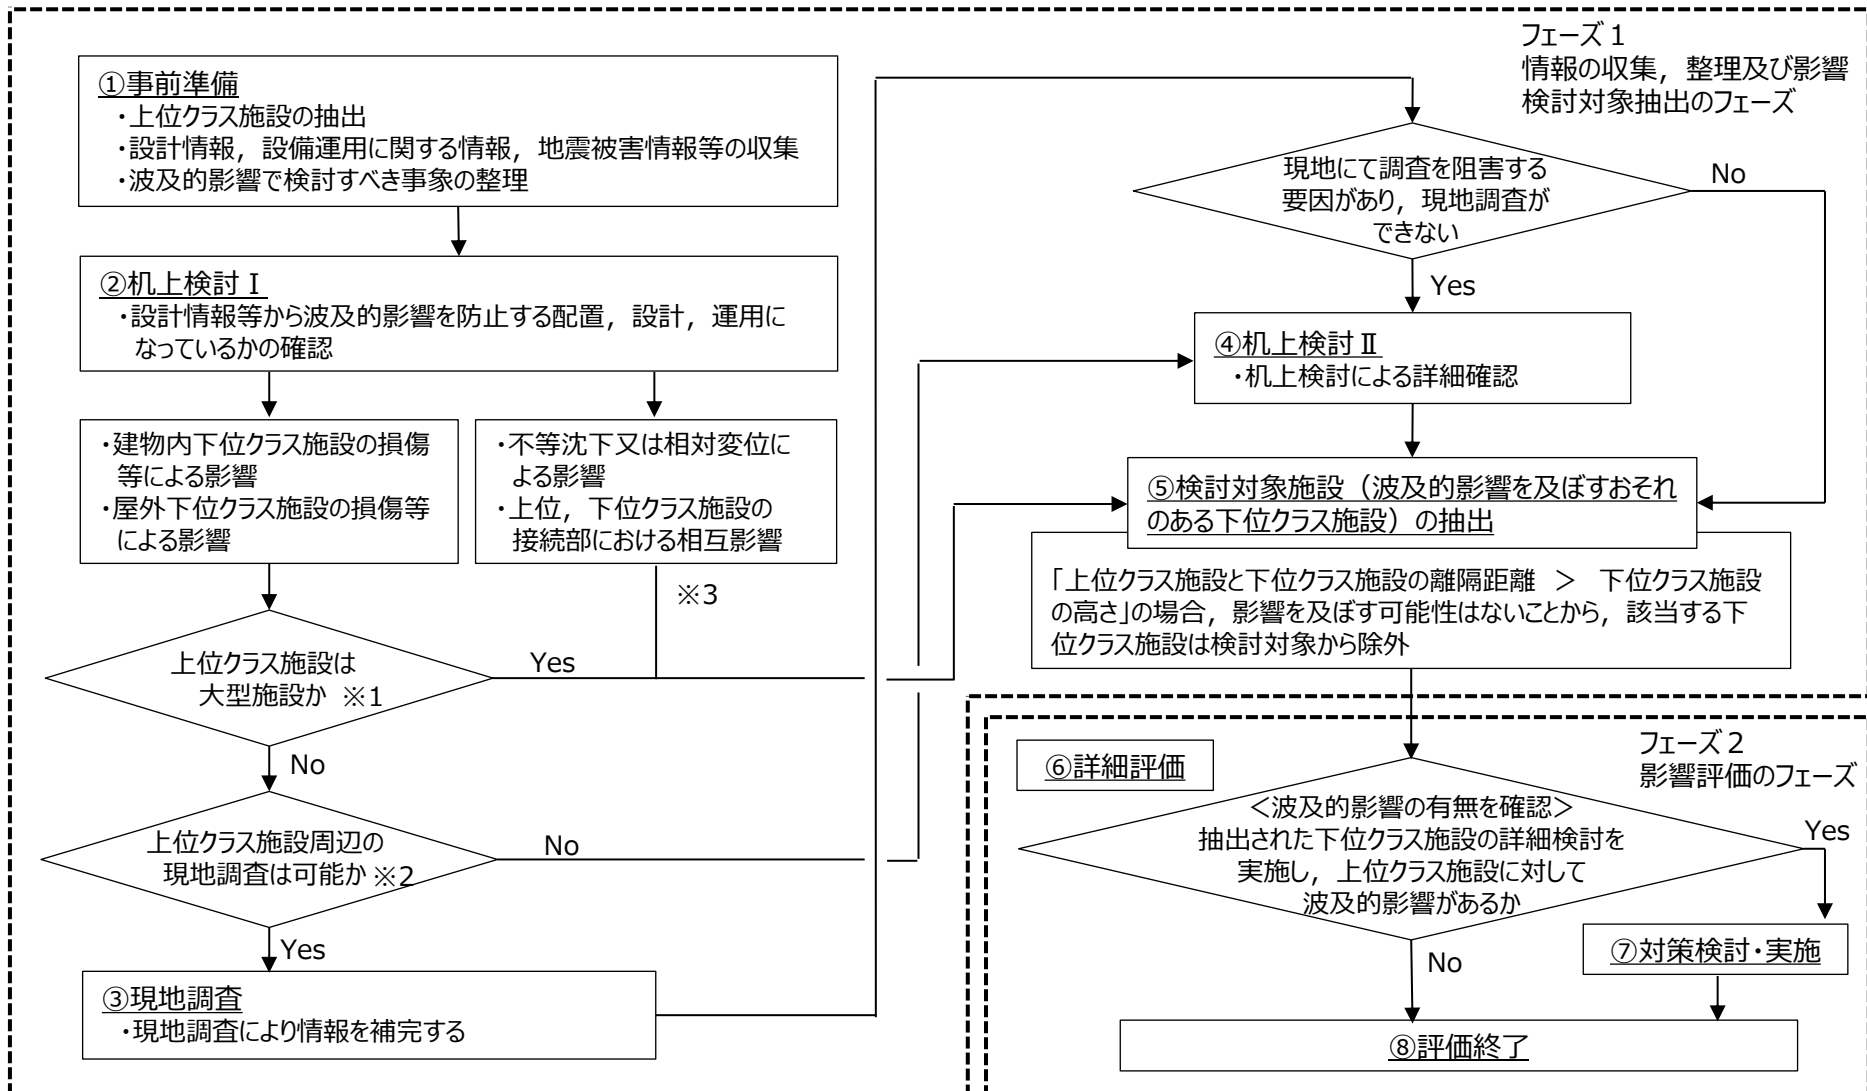 フェーズ1
情報の収集，整理及び影響
検討対象抽出のフェーズ
①事前準備
・上位クラス施設の抽出
・設計情報，設備運用に関する情報，地震被害情報等の収集
・波及的影響で検討すべき事象の整理
②机上検討Ⅰ
・設計情報等から波及的影響を防止する配置，設計，運用に
なっているかの確認
・建物内下位クラス施設の損傷
等による影響
・屋外下位クラス施設の損傷等
による影響
・不等沈下又は相対変位に
よる影響
・上位，下位クラス施設の
接続部における相互影響
※3
上位クラス施設は
大型施設か ※1
Yes
No
上位クラス施設周辺の
現地調査は可能か ※2
No
Yes
③現地調査
・現地調査により情報を補完する
現地にて調査を阻害する
要因があり，現地調査が
できない
No
Yes
④机上検討Ⅱ
・机上検討による詳細確認
⑤検討対象施設（波及的影響を及ぼすおそれ
のある下位クラス施設）の抽出
「上位クラス施設と下位クラス施設の離隔距離 ＞ 下位クラス施設
の高さ」の場合，影響を及ぼす可能性はないことから，該当する下
位クラス施設は検討対象から除外
フェーズ2
影響評価のフェーズ
⑥詳細評価
＜波及的影響の有無を確認＞
抽出された下位クラス施設の詳細検討を
実施し，上位クラス施設に対して
波及的影響があるか
Yes
No
⑦対策検討・実施
⑧評価終了